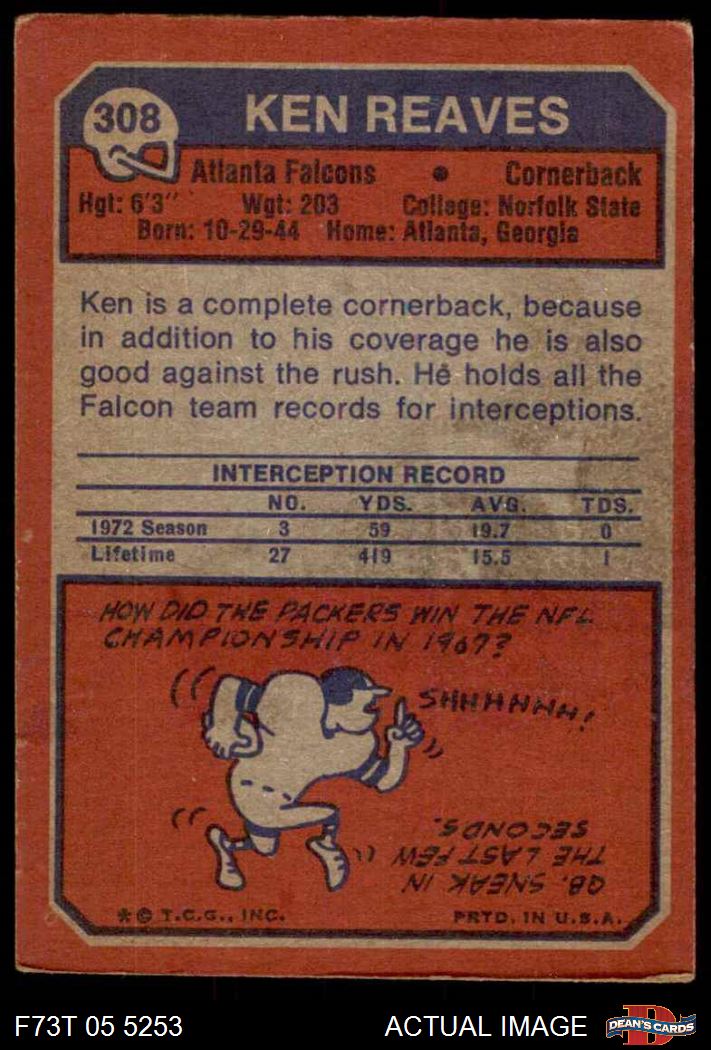 308
KEN REAVES
Atlanta Falcons • Cornerback
Hgt: 6'3" Wgt: 203 College: Norfolk State
Born: 10-29-44 Home: Atlanta, Georgia
Ken is a complete cornerback, because
in addition to his coverage he is also
good against the rush. He holds all the
Falcon team records for interceptions.
INTERCEPTION RECORD
NO. YDS. AVG. TDS.
1972 Season 3 59 19.7 0
Lifetime 27 419 15.5 1
HOW DID THE PACKERS WIN THE NFL
CHAMPIONSHIP IN 1967?
SHHHHHHH!
QB. SNEAK IN
THE LAST FEW
SECONDS.
* © T.C.G., INC. PRTD. IN U.S.A.
F73T 05 5253 ACTUAL IMAGE
D
DEAN'S CARDS